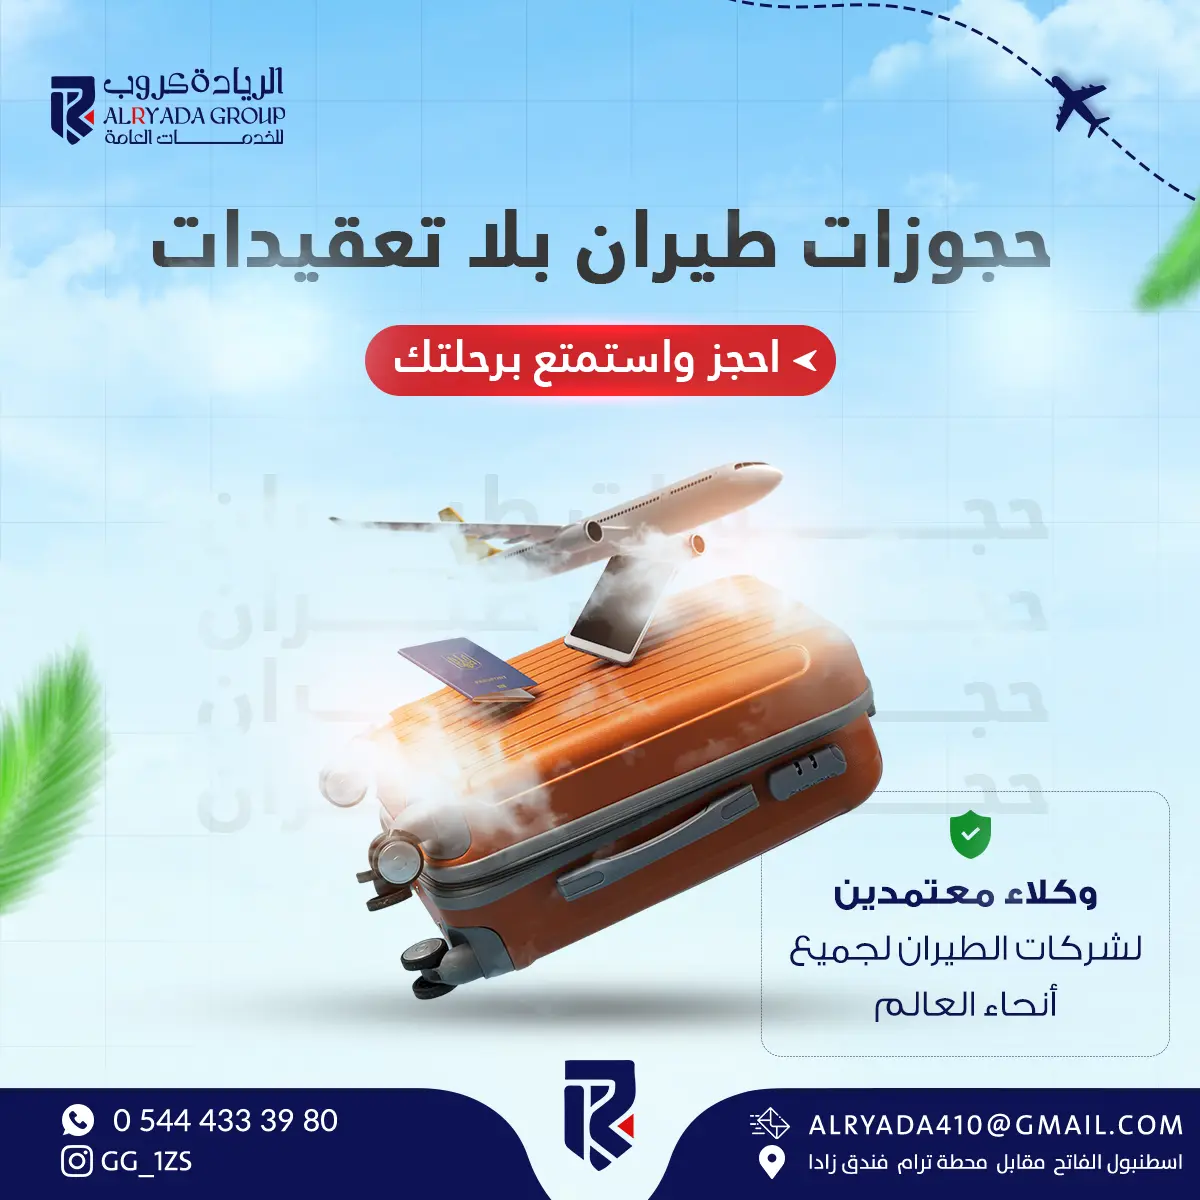 الريادة كروب
ALRYADA GROUP
للخدمات العامة
حجوزات طيران بلا تعقيدات
احجز واستمتع برحلتك
PASSPORT
وكلاء معتمدين
لشركات الطيران لجميع
أنحاء العالم
0 544 433 39 80
GG_1ZS
ALRYADA410@GMAIL.COM
اسطنبول الفاتح مقابل محطة ترام فندق زادا